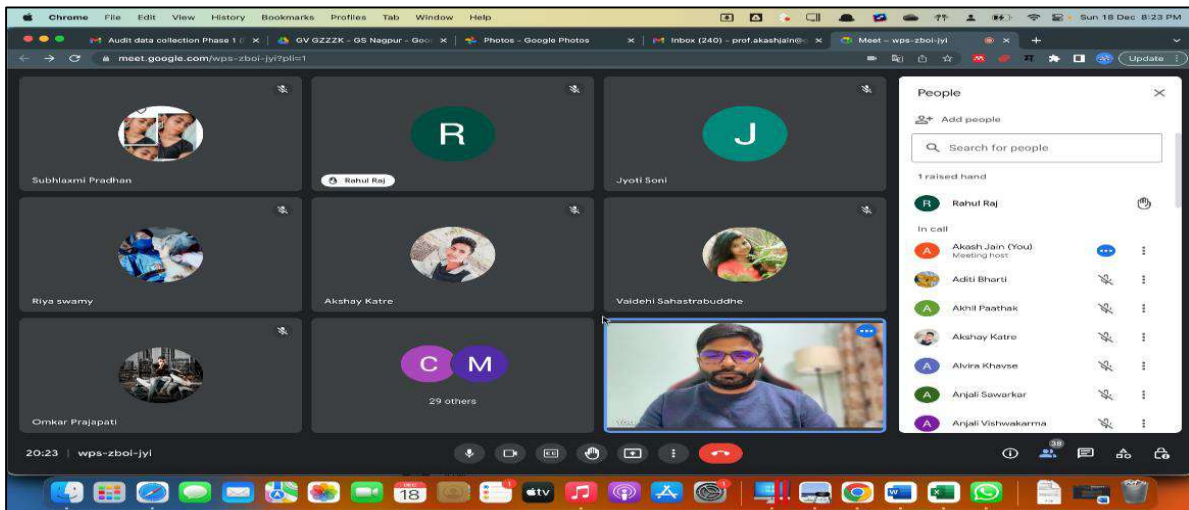 Chrome File Edit View History Bookmarks Profiles Tab Window Help Sun 18 Dec 8:23 PM
Audit data collection Phase 1 GV GZZZK - GS Nagpur - Goo Photos - Google Photos Inbox (240) - prof.akashjain@ Meet – wps-zboi-jyi
meet.google.com/wps-zboi-jyi?pli=1 Update
People
Add people
Search for people
1 raised hand
R Rahul Raj
In call
A Akash Jain (You)
Meeting host
Aditi Bharti
A Akhil Paathak
Akshay Katre
A Alvira Khavse
A Anjali Sawarkar
A Anjali Vishwakarma
R J
Subhlaxmi Pradhan Rahul Raj Jyoti Soni
Riya swamy Akshay Katre Vaidehi Sahastrabuddhe
C M
29 others
Omkar Prajapati You
20:23 | wps-zboi-jyi 38
DEC
18
tv